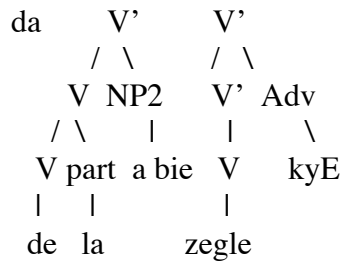 da V’ V’
/ \ / \
V NP2 V’ Adv
/ \ | | \
V part a bie V kyE
| | |
de la zegle